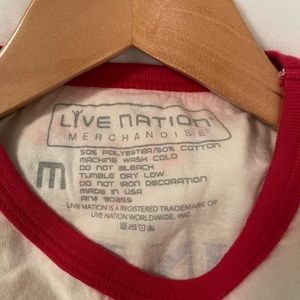 LIVE NATION®
MERCHANDISE
M
50% POLYESTER/50% COTTON
MACHINE WASH COLD
DO NOT BLEACH
TUMBLE DRY LOW
DO NOT IRON DECORATION
MADE IN USA
LIVE NATION IS A REGISTERED TRADEMARK OF
LIVE NATION WORLDWIDE, INC